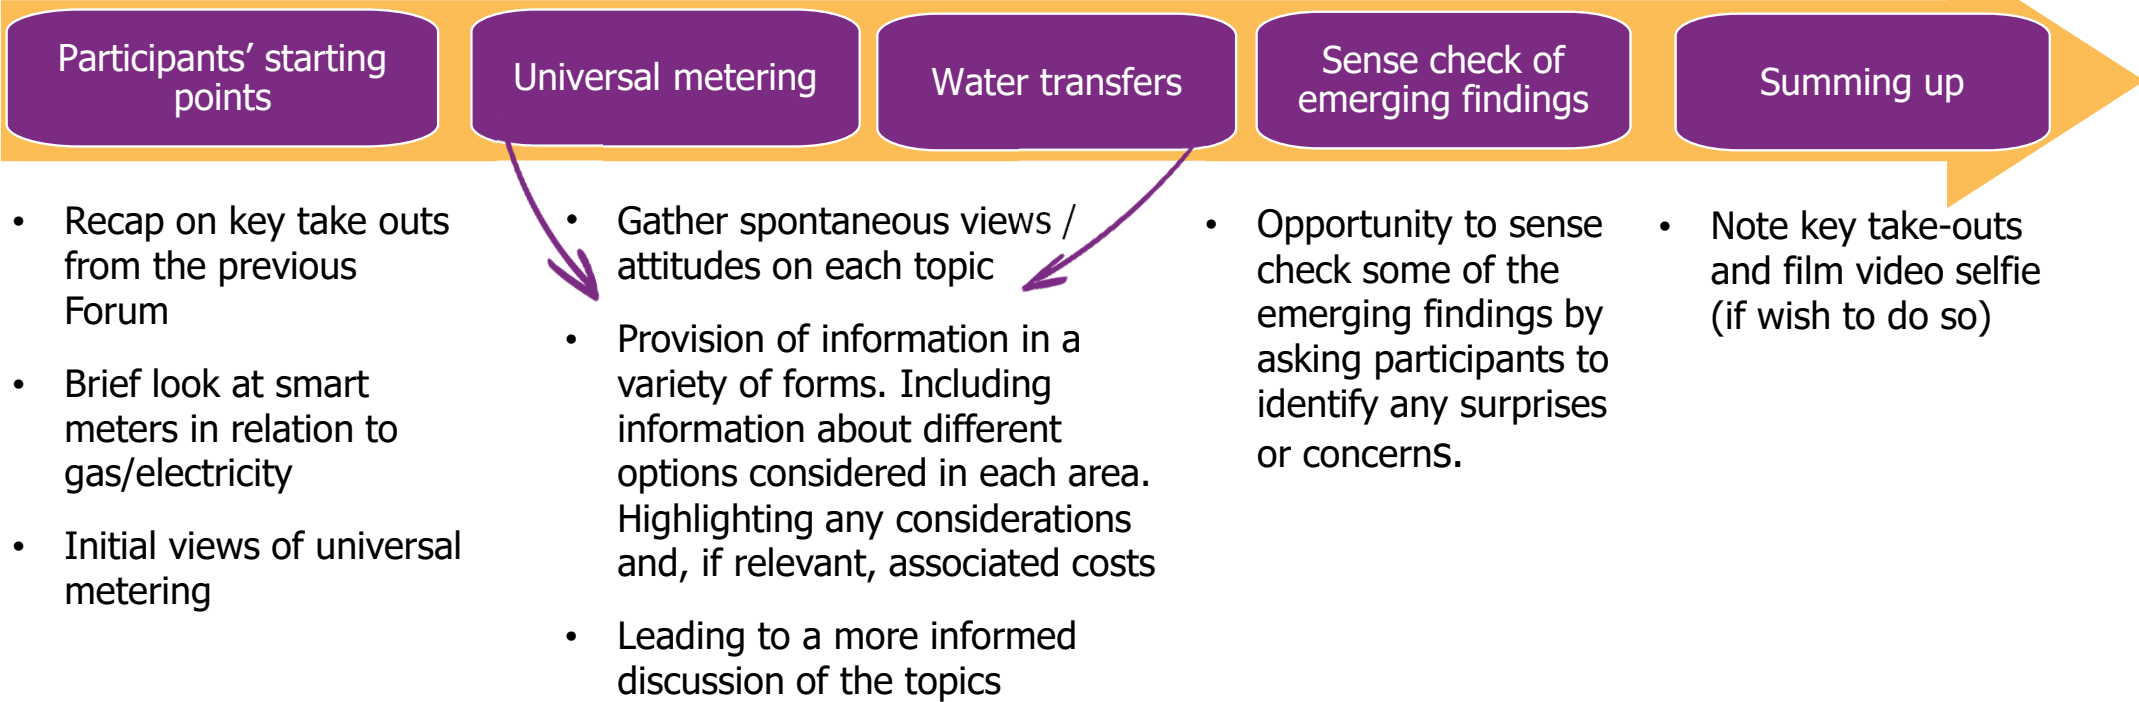 Participants’ starting
points
Universal metering
Water transfers
Sense check of
emerging findings
Summing up
• Recap on key take outs
from the previous
Forum
• Brief look at smart
meters in relation to
gas/electricity
• Initial views of universal
metering
• Gather spontaneous views /
attitudes on each topic
• Provision of information in a
variety of forms. Including
information about different
options considered in each area.
Highlighting any considerations
and, if relevant, associated costs
• Leading to a more informed
discussion of the topics
• Opportunity to sense
check some of the
emerging findings by
asking participants to
identify any surprises
or concerns.
• Note key take-outs
and film video selfie
(if wish to do so)